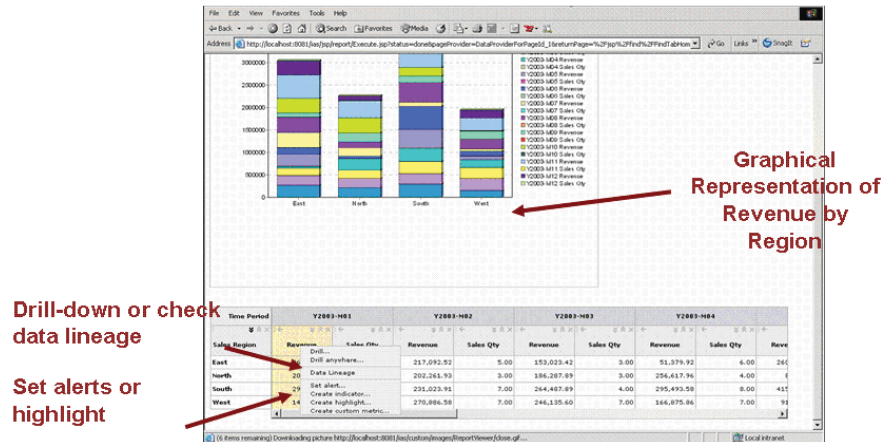 File Edit View Favorites Tools Help
Back Search Favorites Media
Address http://localhost:8081/ias/jsp/report/Execute.jsp?status=done&pageProvider=DataProviderForPageId_1&returnPage=%2Fjsp%2Ffind%2FFindTabHom Go Links » SnagIt
3000000
2500000
2000000
1500000
1000000
500000
0
East North South West
Y2003-M04 Revenue
Y2003-M04 Sales Qty
Y2003-M05 Revenue
Y2003-M05 Sales Qty
Y2003-M06 Revenue
Y2003-M06 Sales Qty
Y2003-M07 Revenue
Y2003-M07 Sales Qty
Y2003-M08 Revenue
Y2003-M08 Sales Qty
Y2003-M09 Revenue
Y2003-M09 Sales Qty
Y2003-M10 Revenue
Y2003-M10 Sales Qty
Y2003-M11 Revenue
Y2003-M11 Sales Qty
Y2003-M12 Revenue
Y2003-M12 Sales Qty
Graphical
Representation of
Revenue by
Region
Drill-down or check
data lineage
Set alerts or
highlight
Time Period Y2003-M01 Y2003-M02 Y2003-M03 Y2003-M04
Sales Region Revenue Sales Qty Revenue Sales Qty Revenue Sales Qty Revenue Sales Qty Reve
East 217,092.52 5.00 153,023.42 3.00 51,379.92 6.00 260
North 20 202,261.93 3.00 186,287.89 3.00 256,617.96 4.00
South 29 231,023.91 7.00 264,487.89 4.00 295,493.58 8.00 415
West 14 270,886.58 7.00 246,135.60 7.00 166,875.86 7.00 91
Drill...
Drill anywhere...
Data Lineage
Set alert...
Create indicator...
Create highlight...
Create custom metric...
(6 items remaining) Downloading picture http://localhost:8081/ias/custom/images/ReportViewer/close.gif... Local intranet